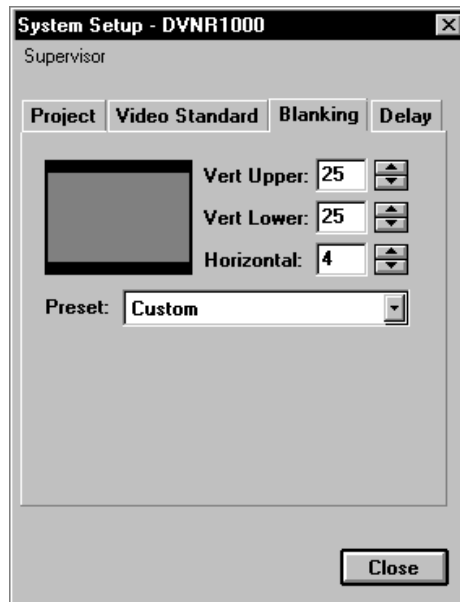 System Setup - DVNR1000
Supervisor
Project Video Standard Blanking Delay
Vert Upper: 25
Vert Lower: 25
Horizontal: 4
Preset: Custom
Close